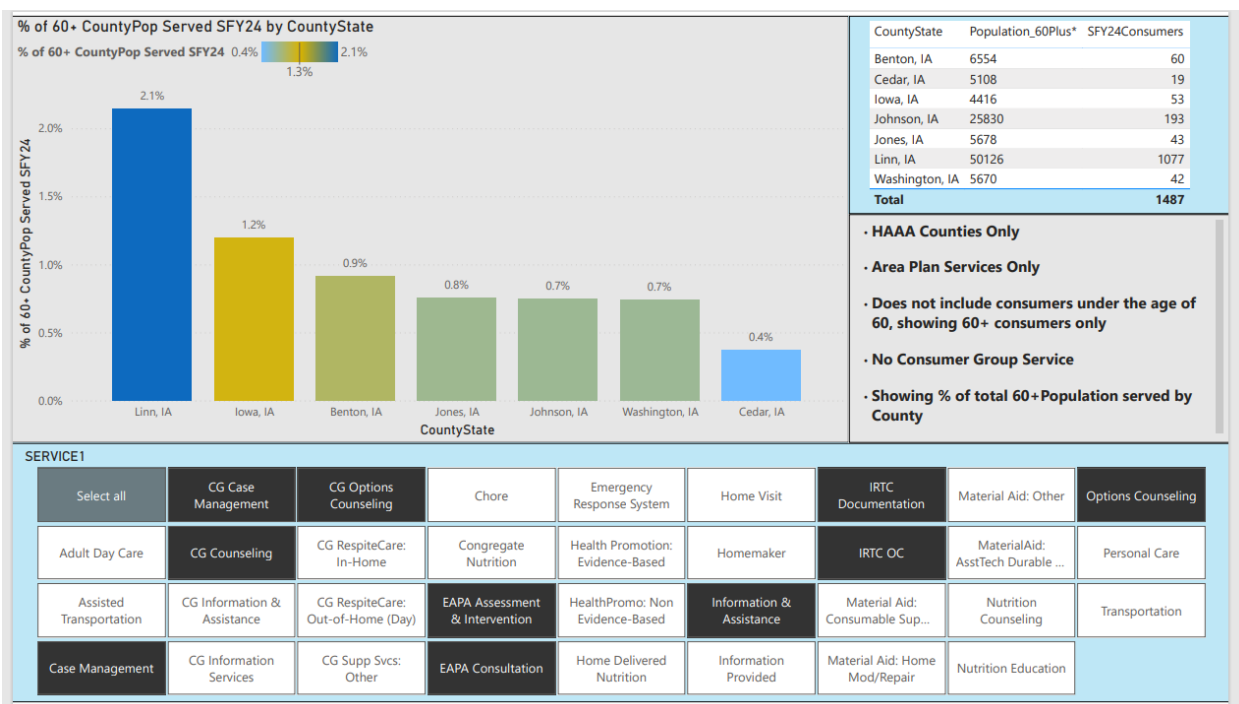 % of 60+ CountyPop Served SFY24 by CountyState
% of 60+ CountyPop Served SFY24 0.4% 2.1%
1.3%
2.1%
1.2%
0.9%
0.8%
0.7%
0.7%
0.4%
2.0%
1.5%
1.0%
0.5%
0.0%
% of 60+ CountyPop Served SFY24
Linn, IA Iowa, IA Benton, IA Jones, IA Johnson, IA Washington, IA Cedar, IA
CountyState
CountyState Population_60Plus* SFY24Consumers
Benton, IA 6554 60
Cedar, IA 5108 19
Iowa, IA 4416 53
Johnson, IA 25830 193
Jones, IA 5678 43
Linn, IA 50126 1077
Washington, IA 5670 42
Total 1487
· HAAA Counties Only
· Area Plan Services Only
· Does not include consumers under the age of
60, showing 60+ consumers
only
· No Consumer Group Service
· Showing % of total 60+Population served by
County
SERVICE1
Select all
CG Case
Management
CG Options
Counseling
Chore
Emergency
Response System
Home Visit
IRTC
Documentation
Material Aid: Other
Options Counseling
Adult Day Care
CG Counseling
CG RespiteCare:
In-Home
Congregate
Nutrition
Health Promotion:
Evidence-Based
Homemaker
IRTC OC
MaterialAid:
AsstTech Durable ...
Personal Care
Assisted
Transportation
CG Information &
Assistance
CG RespiteCare:
Out-of-Home (Day)
EAPA Assessment
& Intervention
HealthPromo: Non
Evidence-Based
Information &
Assistance
Material Aid:
Consumable Sup...
Nutrition
Counseling
Transportation
Case Management
CG Information
Services
CG Supp Svcs:
Other
EAPA Consultation
Home Delivered
Nutrition
Information
Provided
Material Aid: Home
Mod/Repair
Nutrition Education